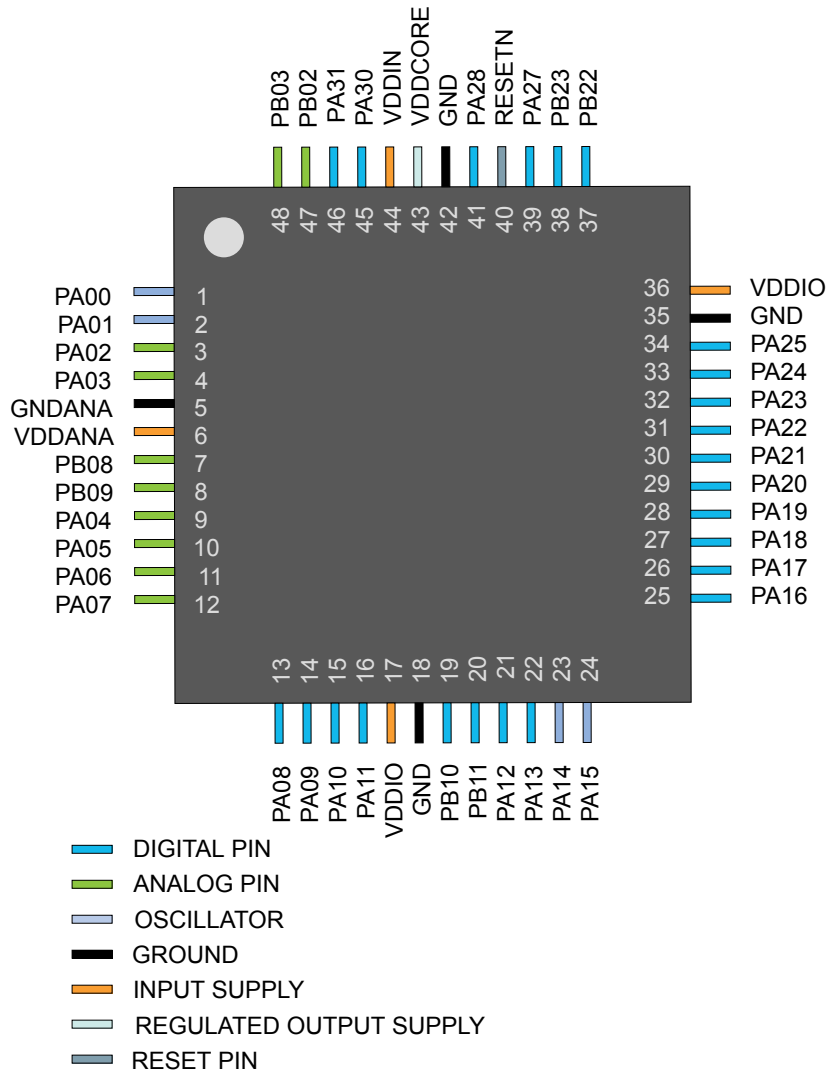 PB03
PB02
PA31
PA30
VDDIN
VDDCORE
GND
PA28
RESETN
PA27
PB23
PB22
48
47
46
45
44
43
42
41
40
39
38
37
PA00 1
PA01 2
PA02 3
PA03 4
GNDANA 5
VDDANA 6
PB08 7
PB09 8
PA04 9
PA05 10
PA06 11
PA07 12
36 VDDIO
35 GND
34 PA25
33 PA24
32 PA23
31 PA22
30 PA21
29 PA20
28 PA19
27 PA18
26 PA17
25 PA16
13
14
15
16
17
18
19
20
21
22
23
24
PA08
PA09
PA10
PA11
VDDIO
GND
PB10
PB11
PA12
PA13
PA14
PA15
DIGITAL PIN
ANALOG PIN
OSCILLATOR
GROUND
INPUT SUPPLY
REGULATED OUTPUT SUPPLY
RESET PIN